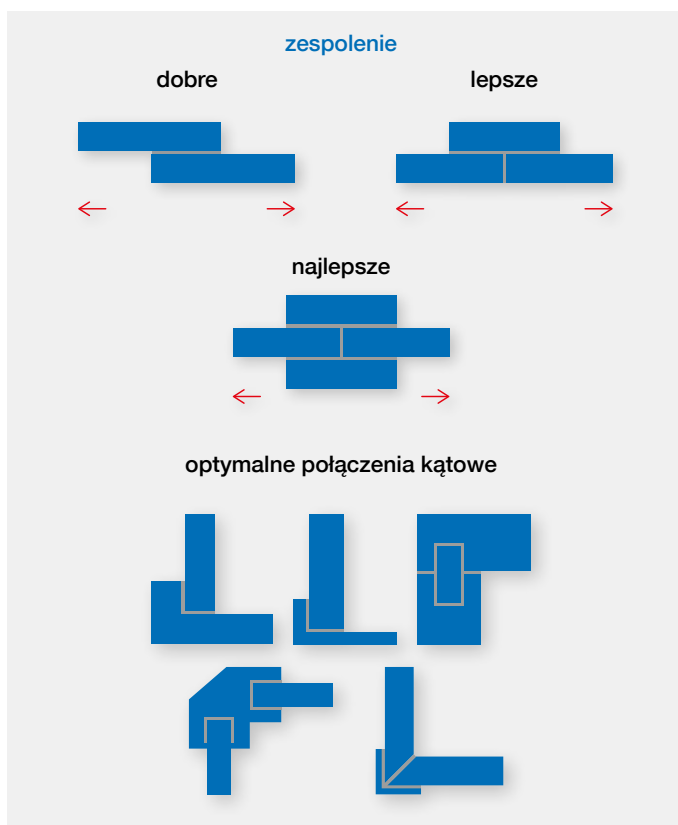 zespolenie
dobre
lepsze
najlepsze
optymalne połączenia kątowe